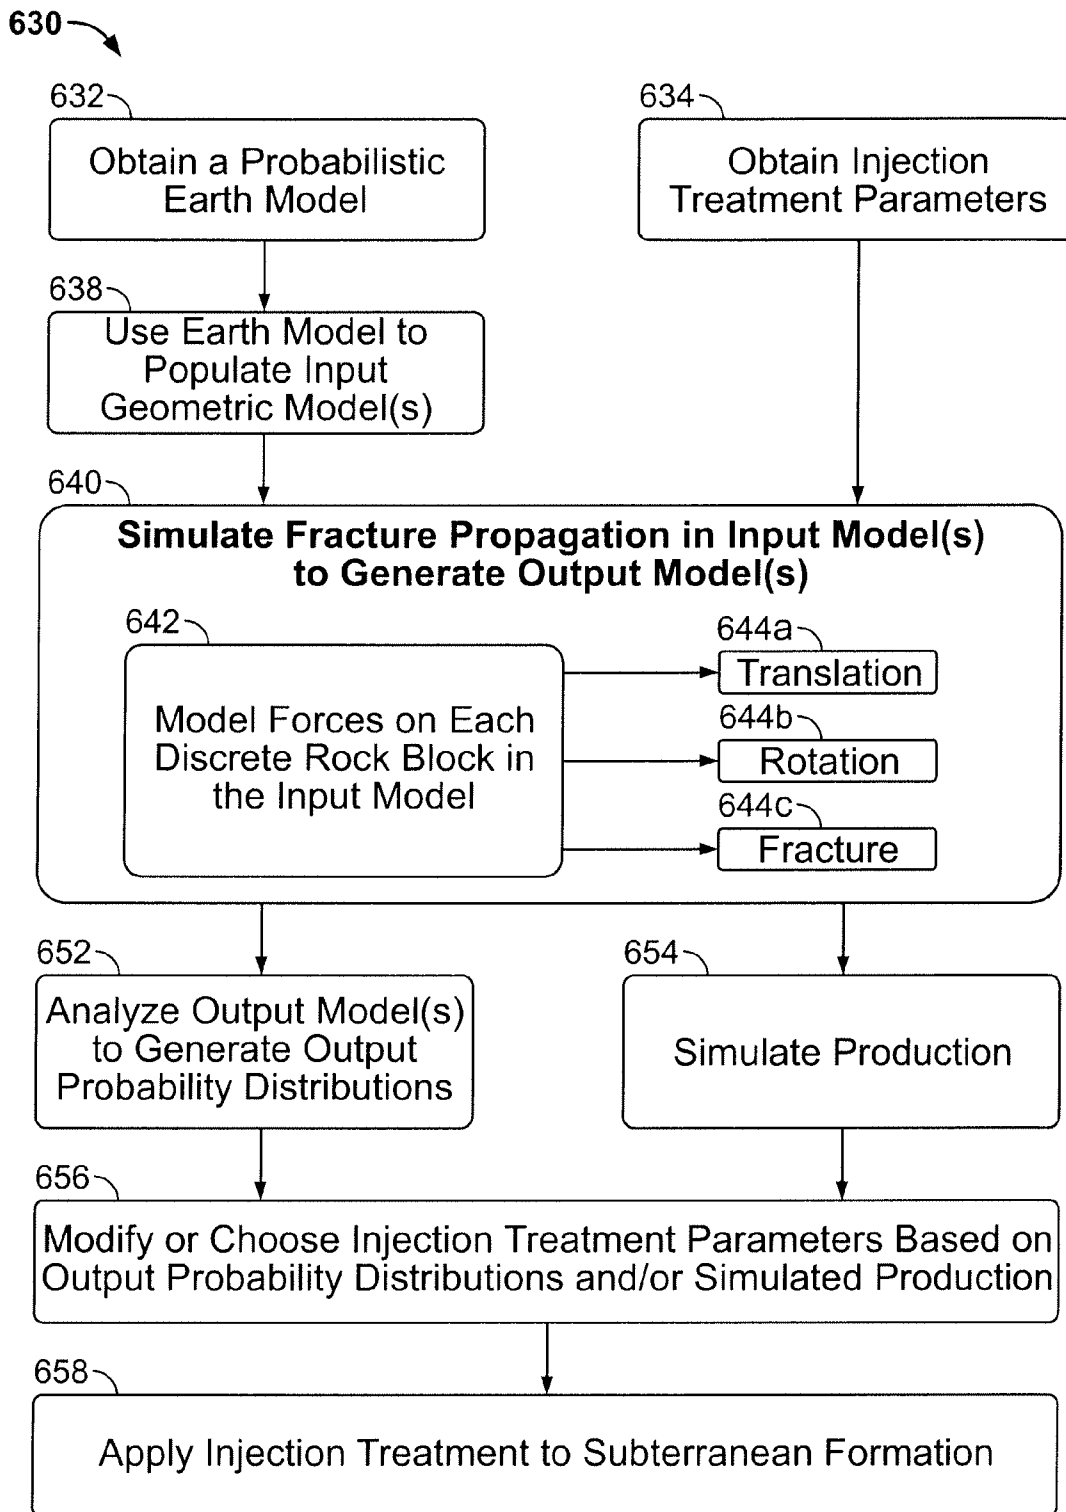 630
632
Obtain a Probabilistic
Earth Model
634
Obtain Injection
Treatment Parameters
638
Use Earth Model to
Populate Input
Geometric Model(s)
640
Simulate Fracture Propagation in Input Model(s)
to Generate Output Model(s)
642
Model Forces on Each
Discrete Rock Block in
the Input Model
644a
Translation
644b
Rotation
644c
Fracture
652
Analyze Output Model(s)
to Generate Output
Probability Distributions
654
Simulate Production
656
Modify or Choose Injection Treatment Parameters Based on
Output Probability Distributions and/or Simulated Production
658
Apply Injection Treatment to Subterranean Formation